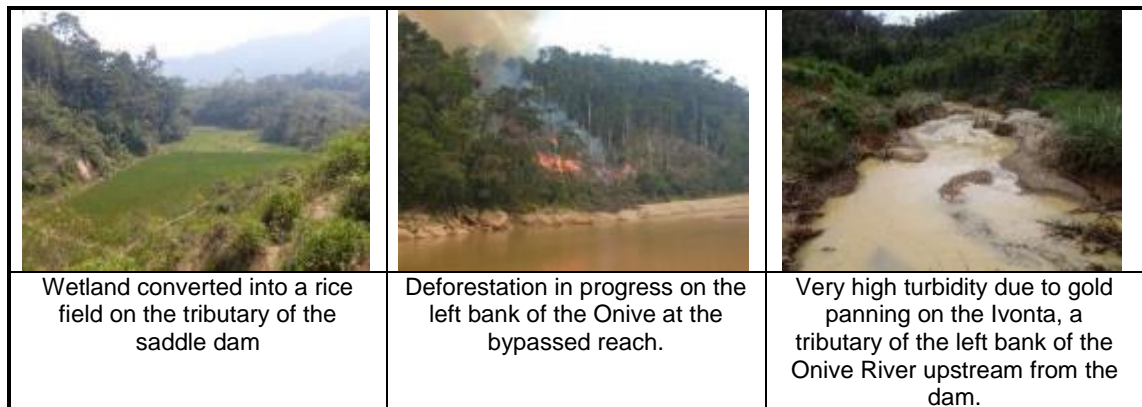 Wetland converted into a rice
field on the tributary of the
saddle dam
Deforestation in progress on the
left bank of the Onive at the
bypassed reach.
Very high turbidity due to gold
panning on the Ivonta, a
tributary of the left bank of the
Onive River upstream from the
dam.